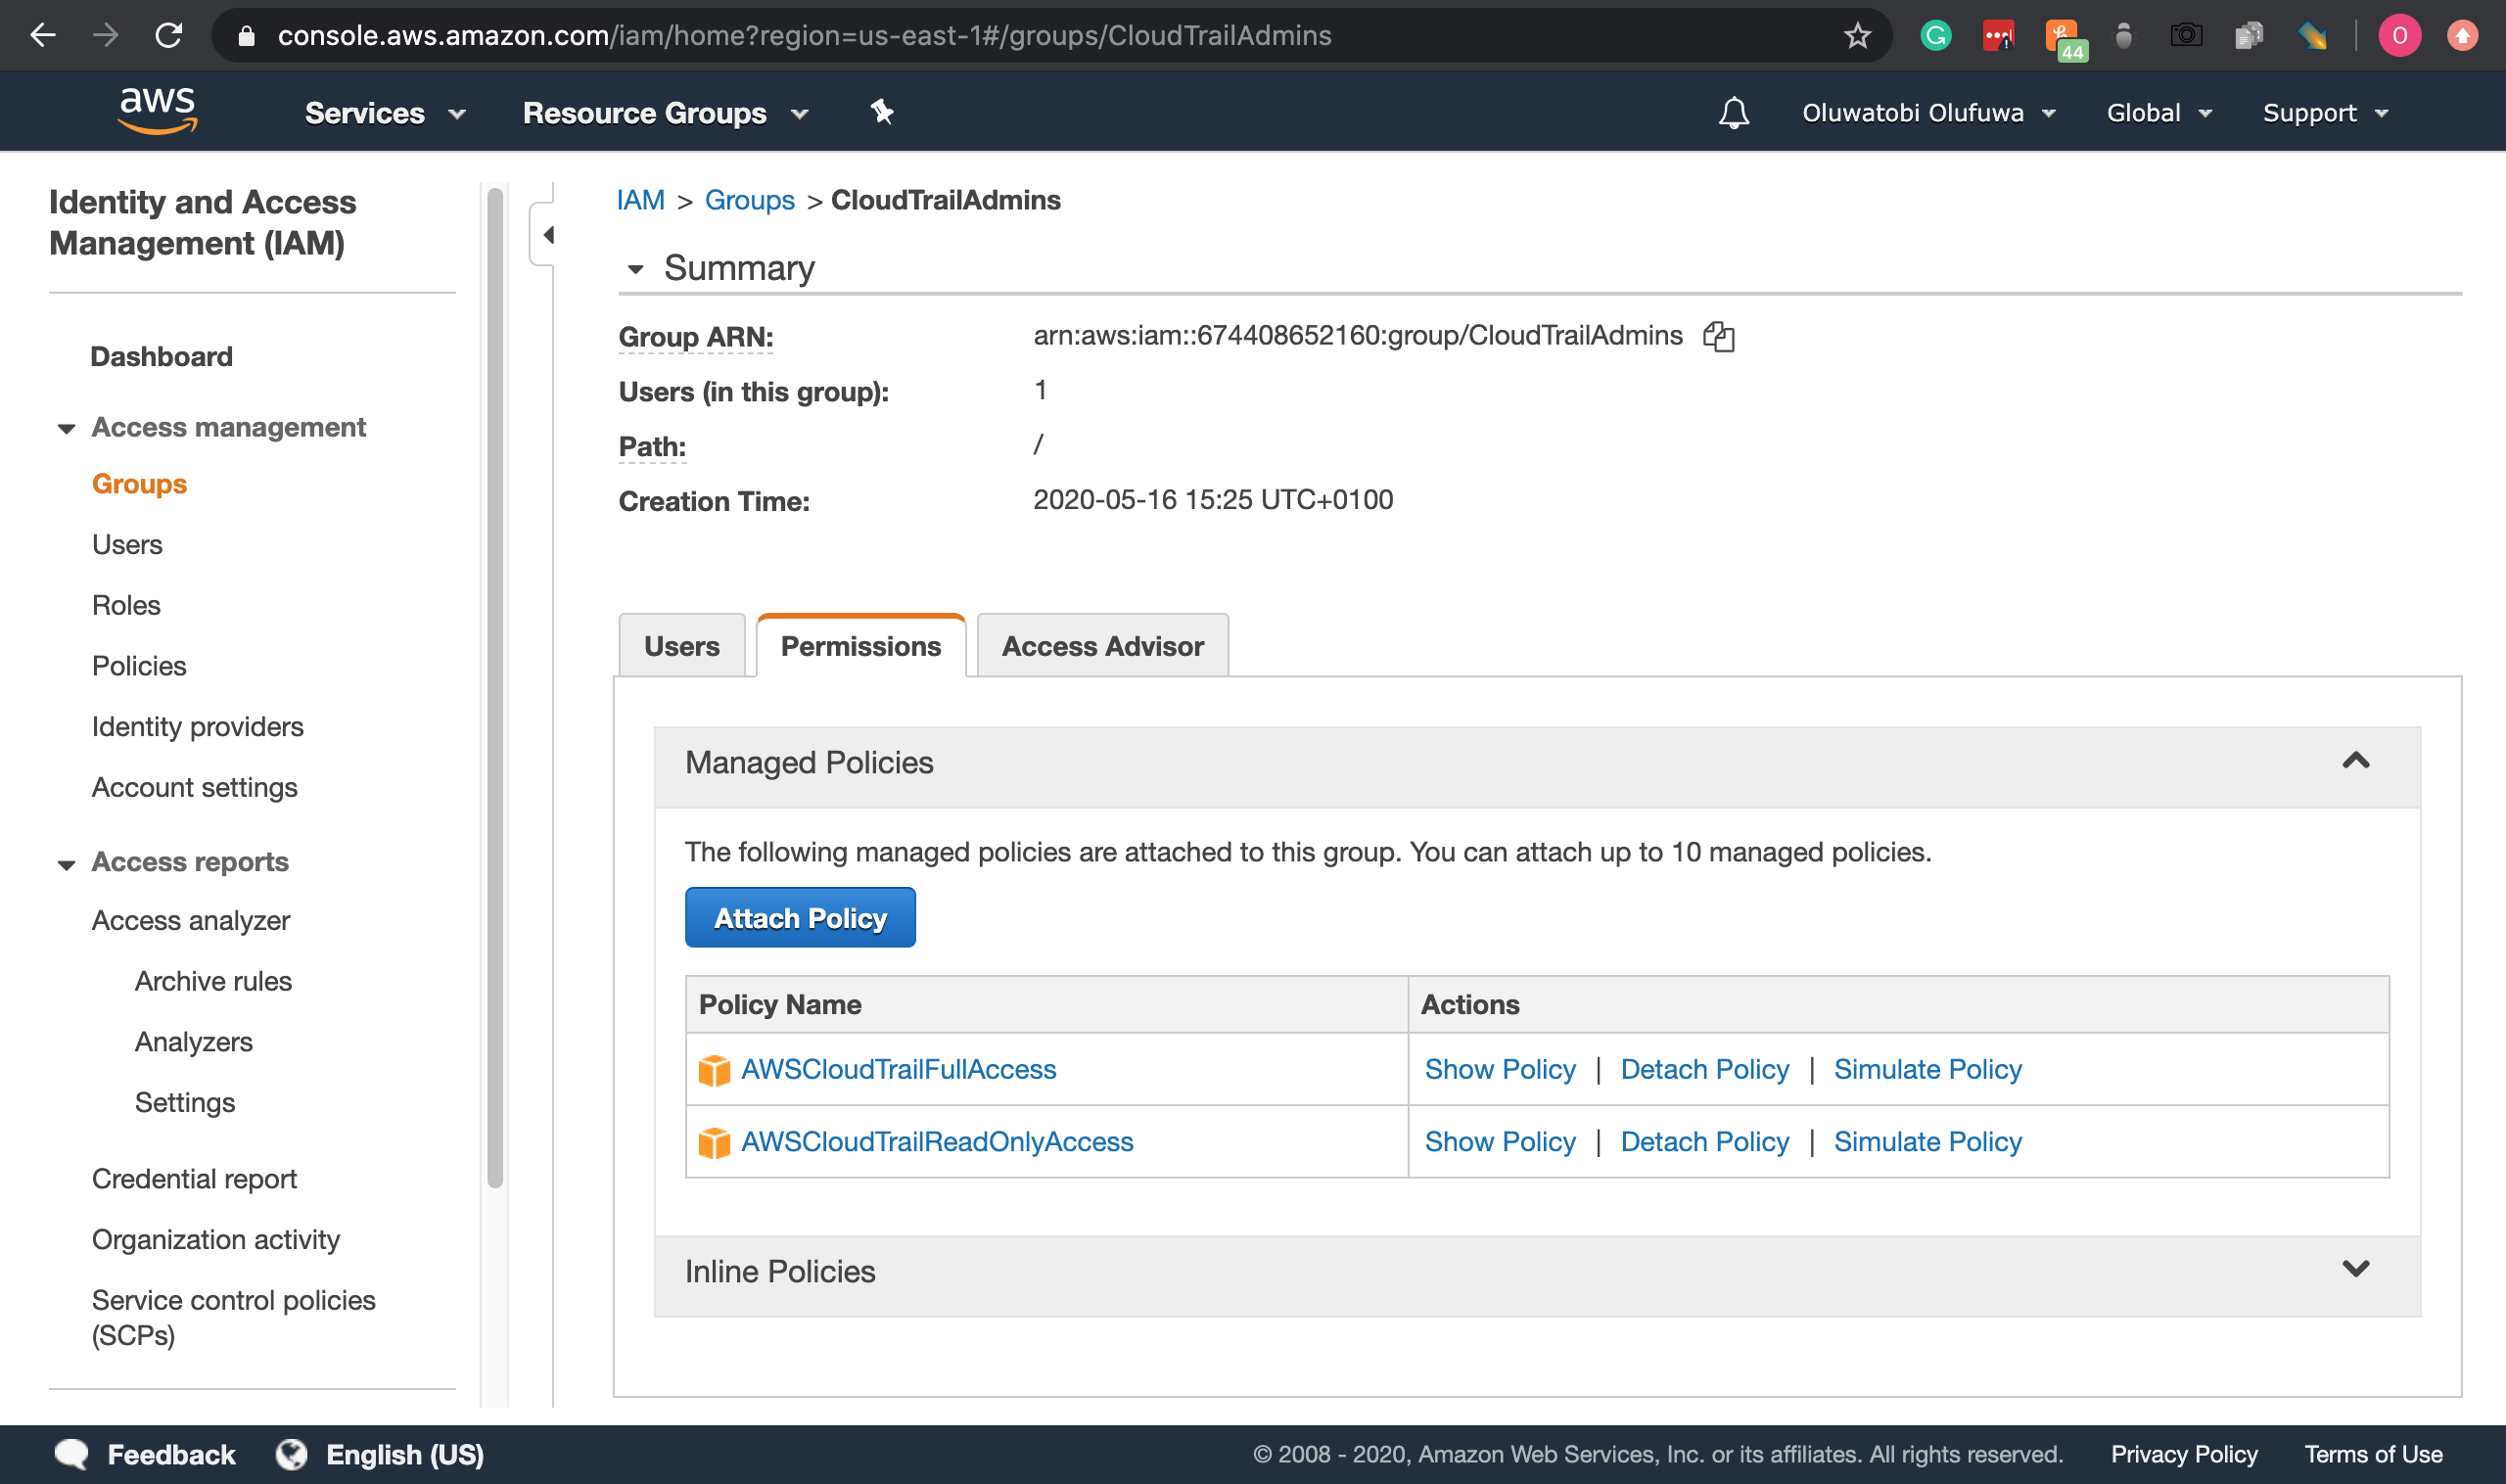 console.aws.amazon.com/iam/home?region=us-east-1#/groups/CloudTrailAdmins
44
O
aws
Services
Resource Groups
Oluwatobi Olufuwa
Global
Support
Identity and Access
Management (IAM)
Dashboard
Access management
Groups
Users
Roles
Policies
Identity providers
Account settings
Access reports
Access analyzer
Archive rules
Analyzers
Settings
Credential report
Organization activity
Service control policies
(SCPs)
IAM > Groups > CloudTrailAdmins
Summary
Group ARN: arn:aws:iam::674408652160:group/CloudTrailAdmins
Users (in this group): 1
Path: /
Creation Time: 2020-05-16 15:25 UTC+0100
Users
Permissions
Access Advisor
Managed Policies
The following managed policies are attached to this group. You can attach up to 10 managed policies.
Attach Policy
Policy Name Actions
AWSCloudTrailFullAccess Show Policy | Detach Policy | Simulate Policy
AWSCloudTrailReadOnlyAccess Show Policy | Detach Policy | Simulate Policy
Inline Policies
Feedback
English (US)
© 2008 - 2020, Amazon Web Services, Inc. or its affiliates. All rights reserved.
Privacy Policy
Terms of Use